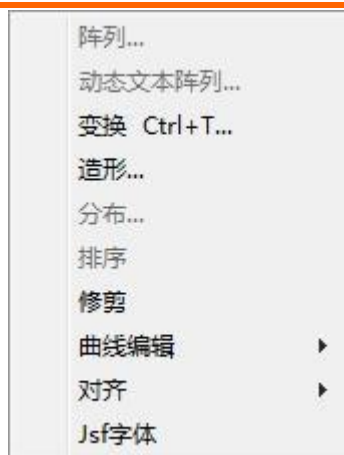 阵列...
动态文本阵列...
变换 Ctrl+T...
造形...
分布...
排序
修剪
曲线编辑
对齐
Jsf字体